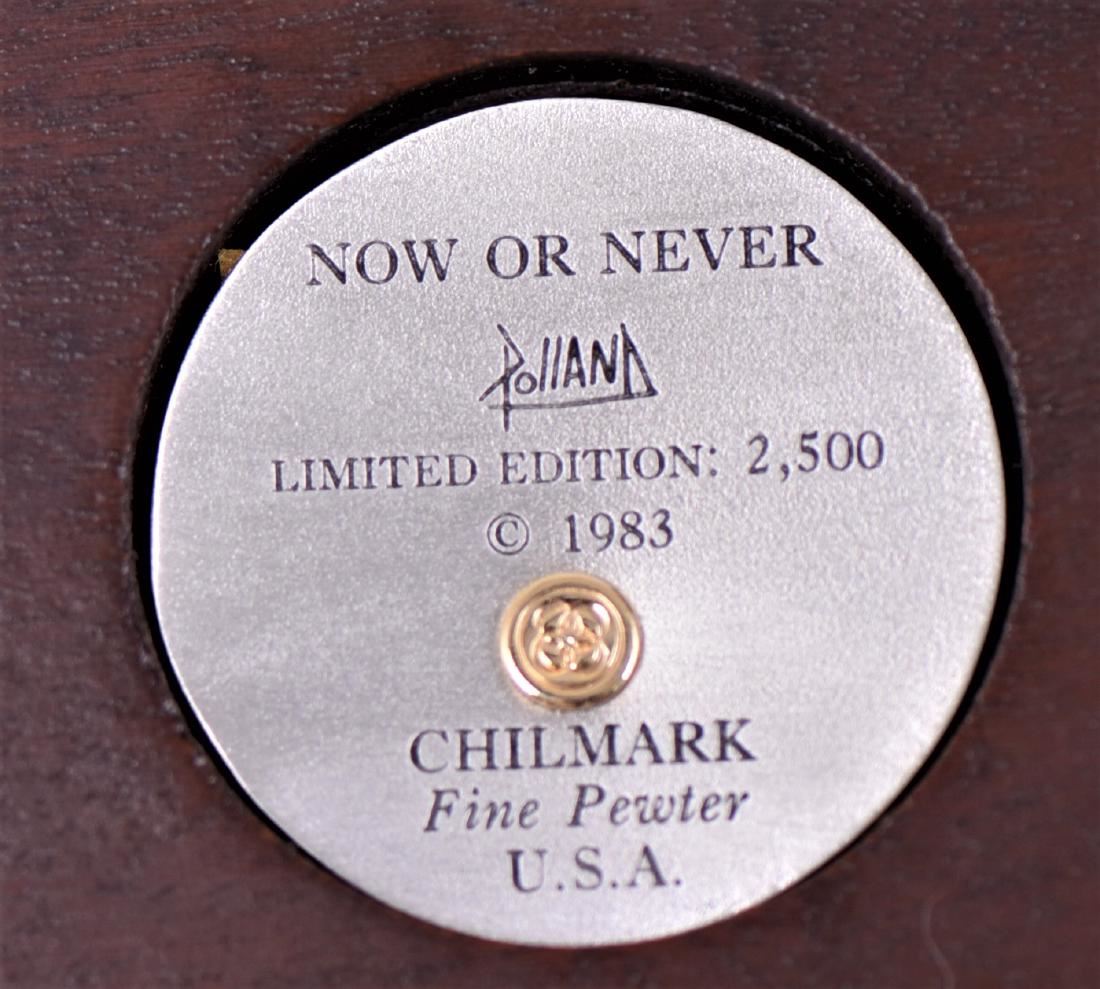 NOW OR NEVER
Polland
LIMITED EDITION: 2,500
© 1983
CHILMARK
Fine Pewter
U.S.A.